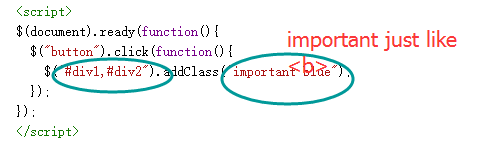 <script>
$(document).ready(function(){
$("button").click(function(){
$("#div1,#div2").addClass("important blue");
});
});
</script>
important just like
<b>